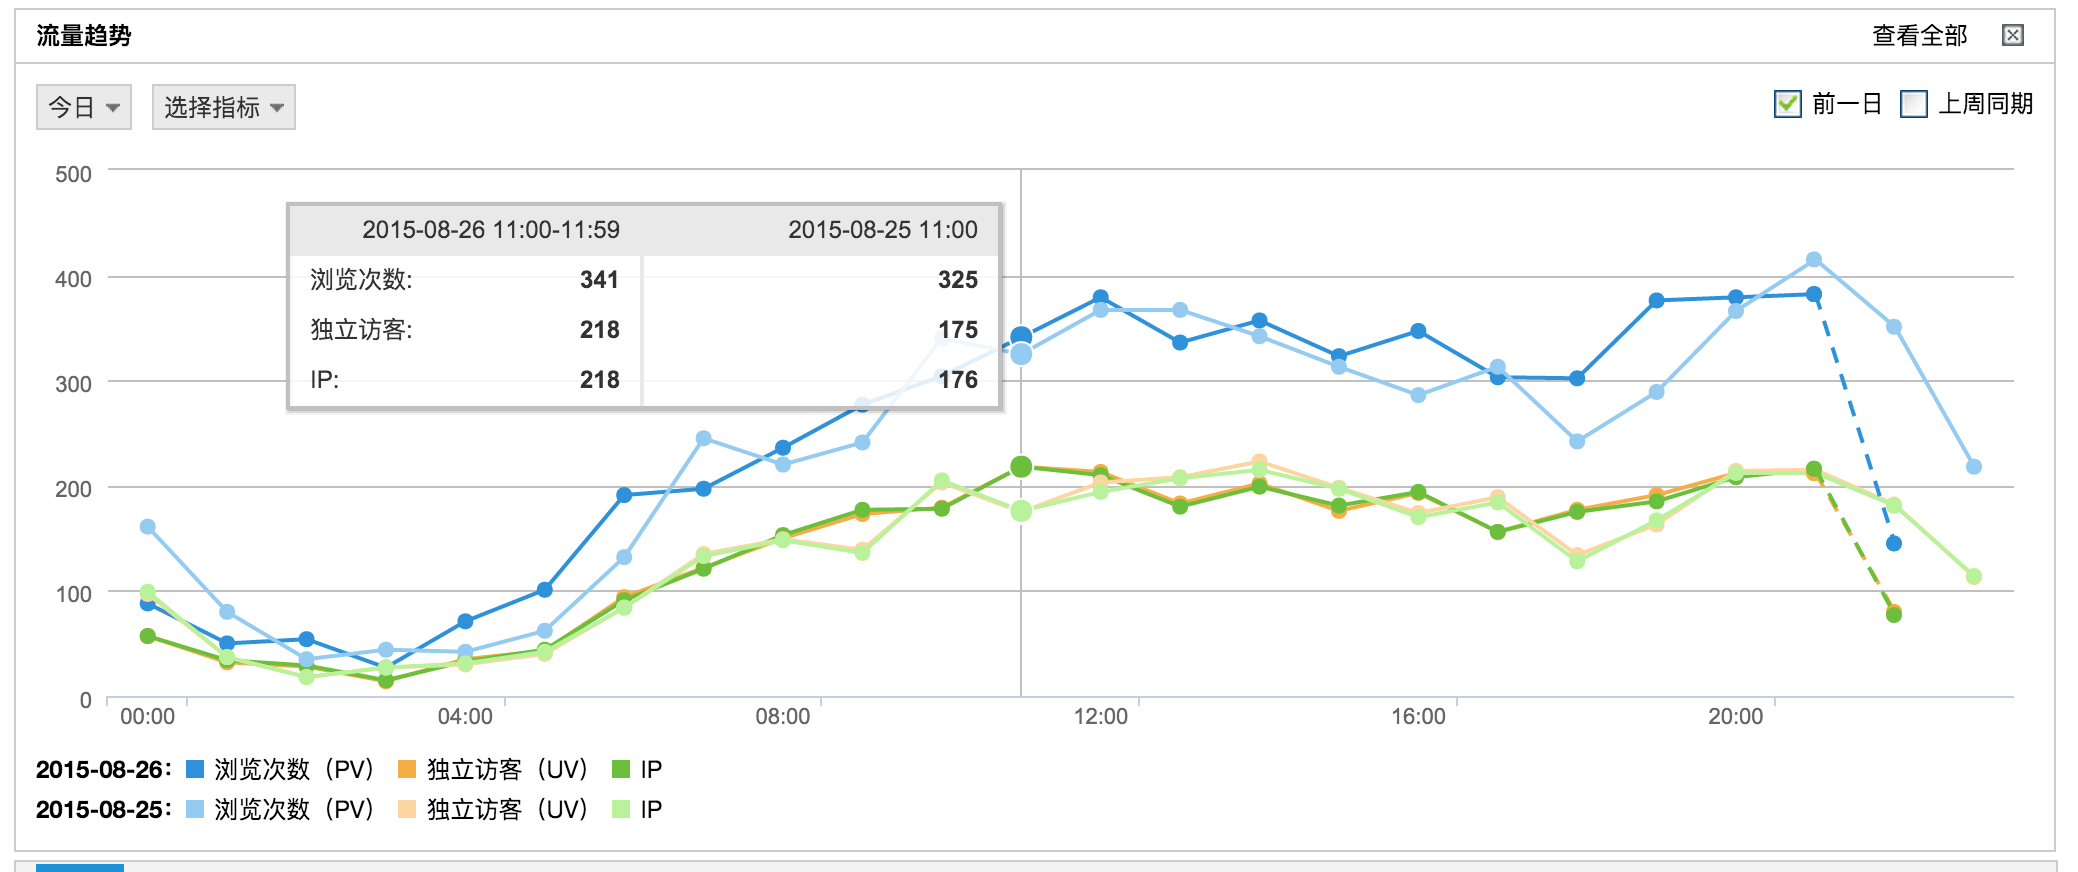 流量趋势 查看全部
今日 选择指标 前一日 上周同期
500
400
300
200
100
0
2015-08-26 11:00-11:59 2015-08-25 11:00
浏览次数: 341 325
独立访客: 218 175
IP: 218 176
00:00 04:00 08:00 12:00 16:00 20:00
2015-08-26： 浏览次数（PV） 独立访客（UV） IP
2015-08-25： 浏览次数（PV） 独立访客（UV） IP